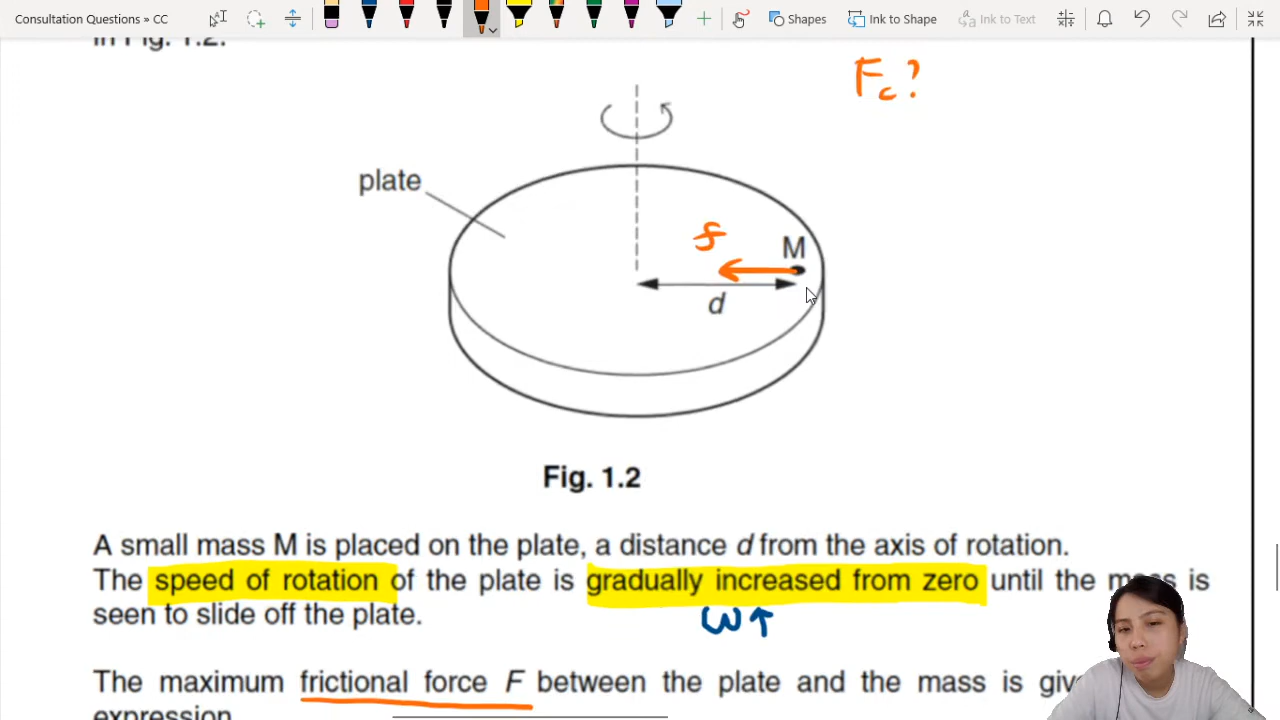 Consultation Questions » CC
Shapes
Ink to Shape
Ink to Text
in Fig. 1.2.
Fc?
plate
f
M
d
Fig. 1.2
A small mass M is placed on the plate, a distance d from the axis of rotation.
The speed of rotation of the plate is gradually increased from zero until the mass is
seen to slide off the plate.
ω↑
The maximum frictional force F between the plate and the mass is
expression